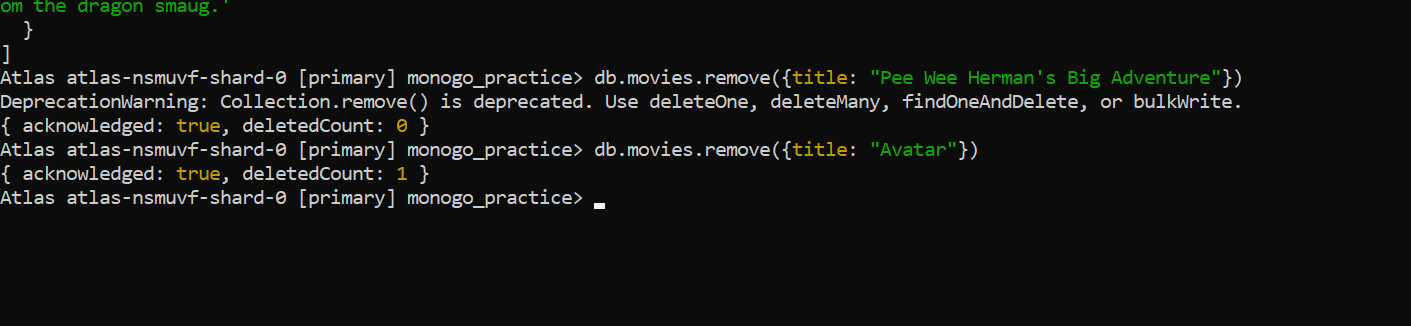 om the dragon smaug.'
  }
]
Atlas atlas-nsmuvf-shard-0 [primary] monogo_practice> db.movies.remove({title: "Pee Wee Herman's Big Adventure"})
DeprecationWarning: Collection.remove() is deprecated. Use deleteOne, deleteMany, findOneAndDelete, or bulkWrite.
{ acknowledged: true, deletedCount: 0 }
Atlas atlas-nsmuvf-shard-0 [primary] monogo_practice> db.movies.remove({title: "Avatar"})
{ acknowledged: true, deletedCount: 1 }
Atlas atlas-nsmuvf-shard-0 [primary] monogo_practice>